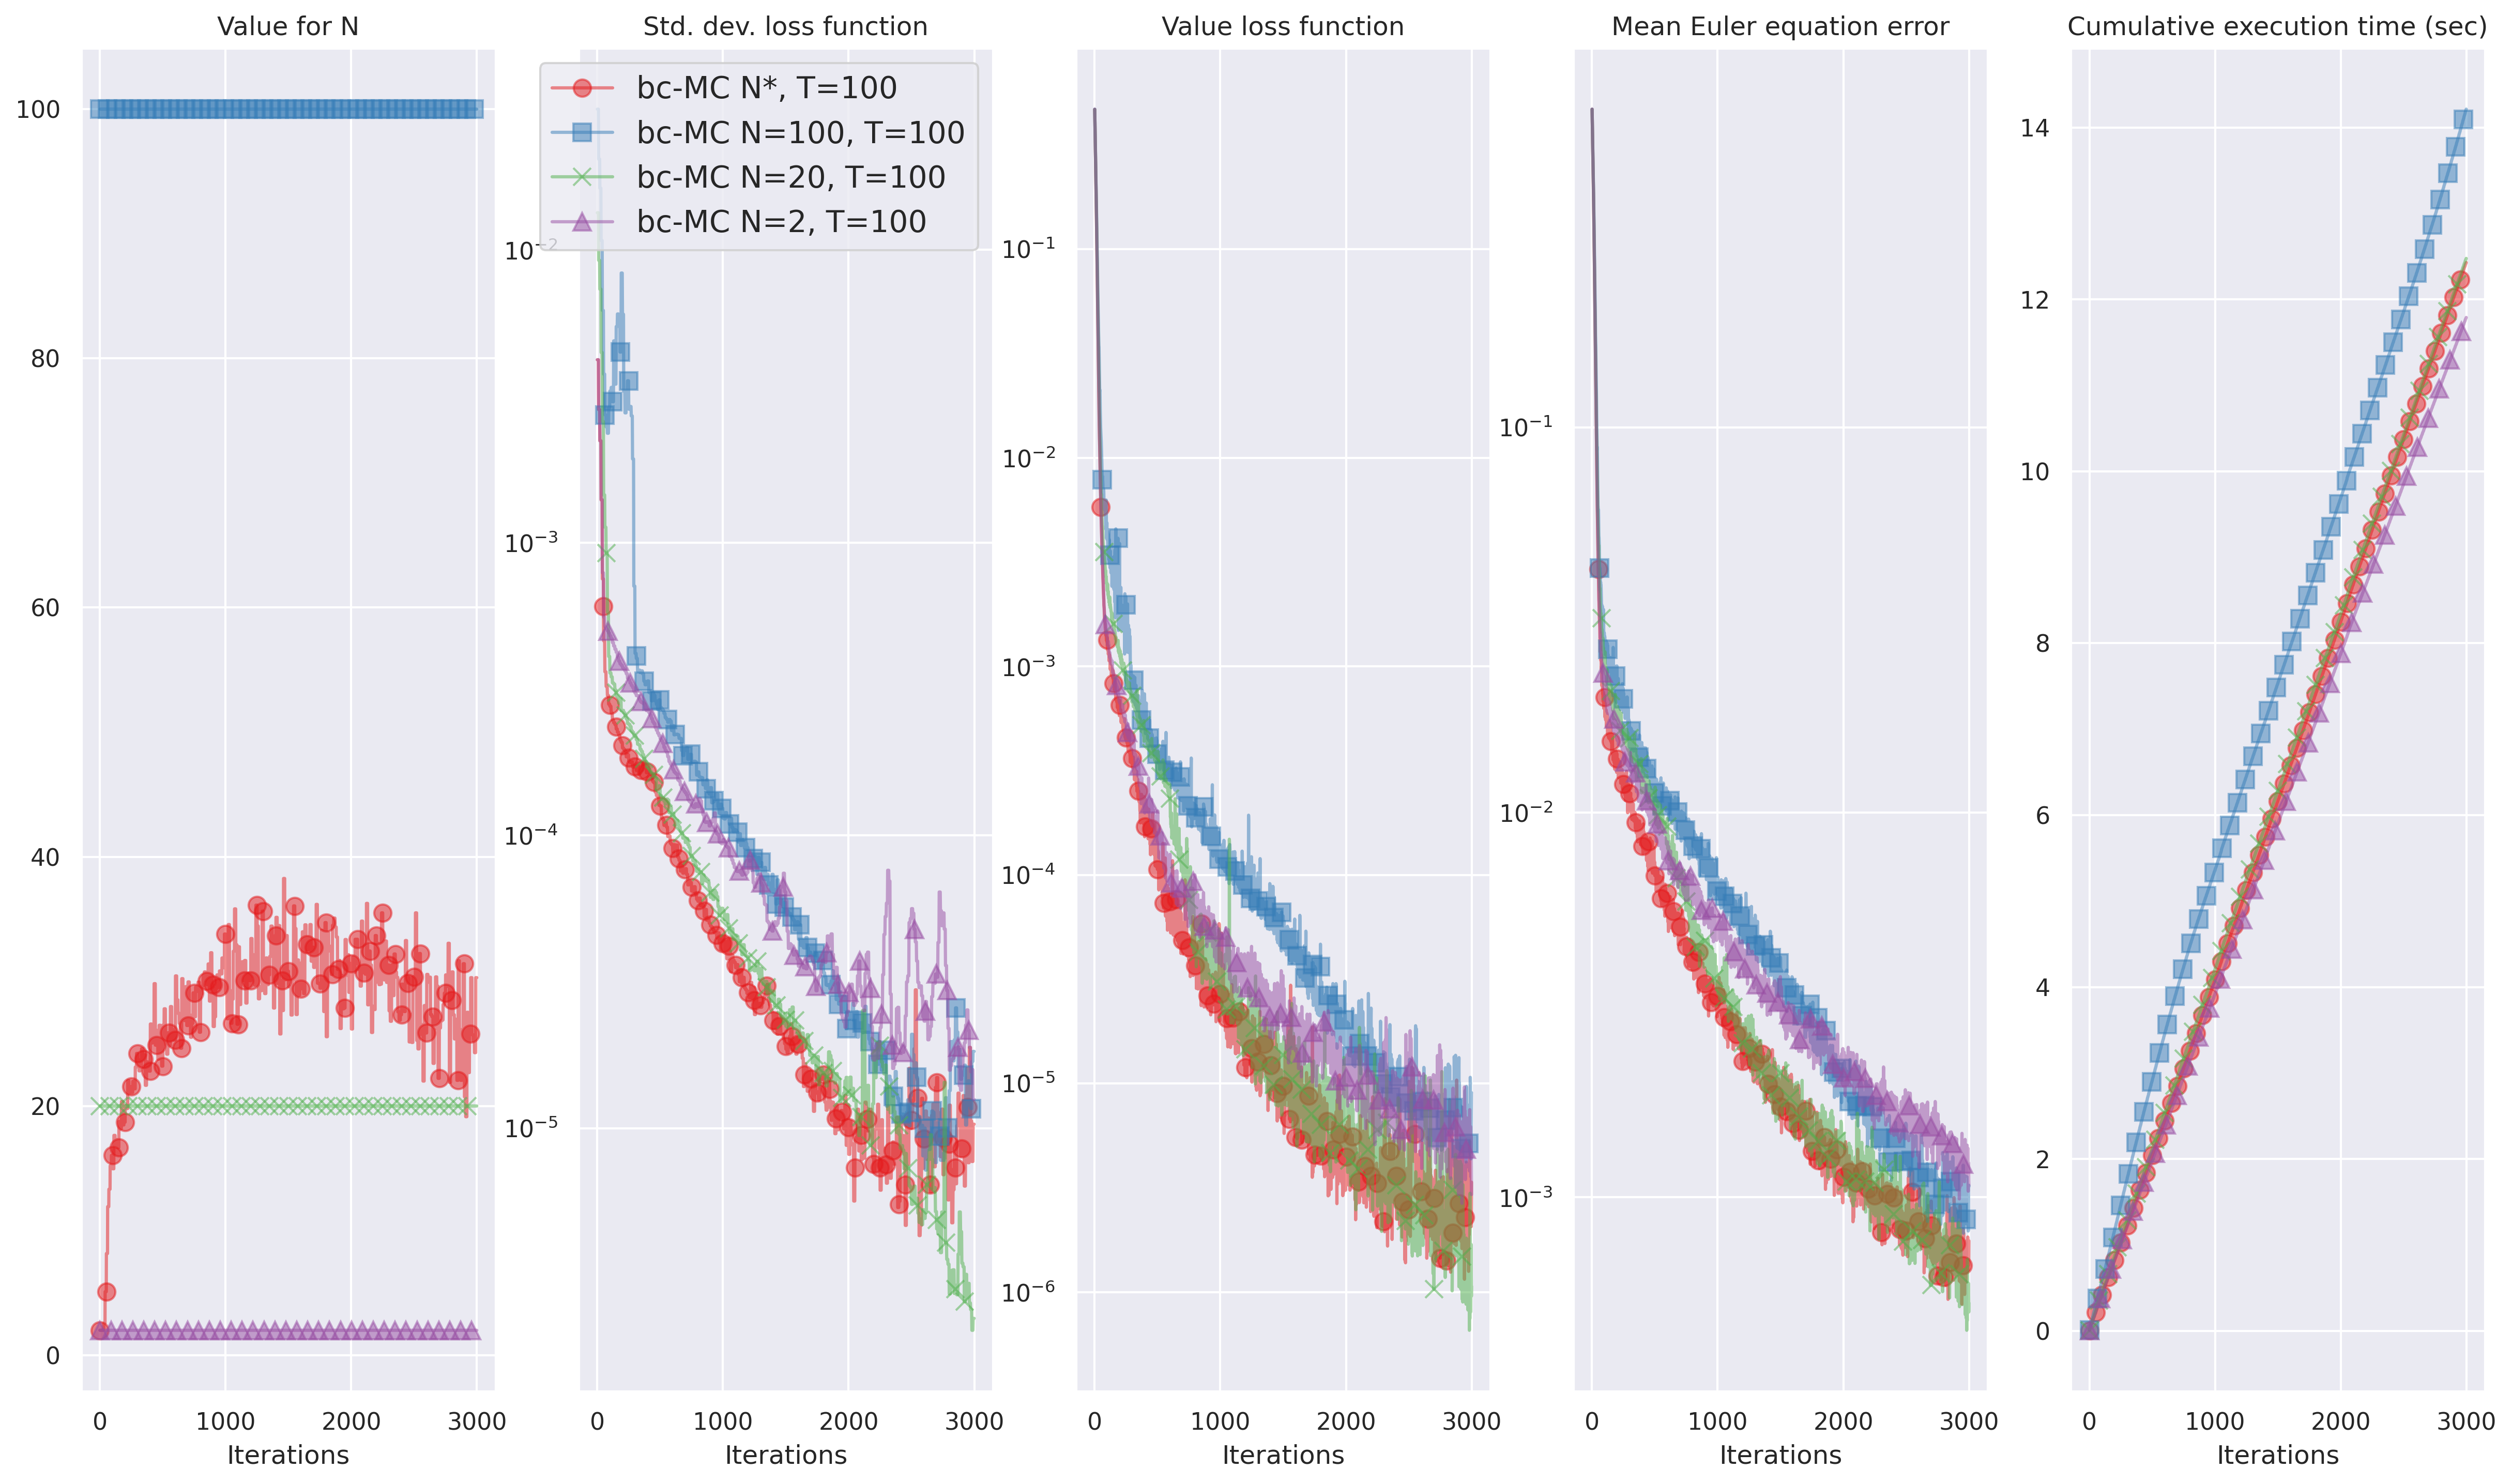 Value for N
Std. dev. loss function
Value loss function
Mean Euler equation error
Cumulative execution time (sec)
bc-MC N*, T=100
bc-MC N=100, T=100
bc-MC N=20, T=100
bc-MC N=2, T=100
100
80
60
40
20
0
10⁻²
10⁻³
10⁻⁴
10⁻⁵
10⁻¹
10⁻²
10⁻³
10⁻⁴
10⁻⁵
10⁻⁶
10⁻¹
10⁻²
10⁻³
14
12
10
8
6
4
2
0
0 1000 2000 3000
0 1000 2000 3000
0 1000 2000 3000
0 1000 2000 3000
0 1000 2000 3000
Iterations
Iterations
Iterations
Iterations
Iterations